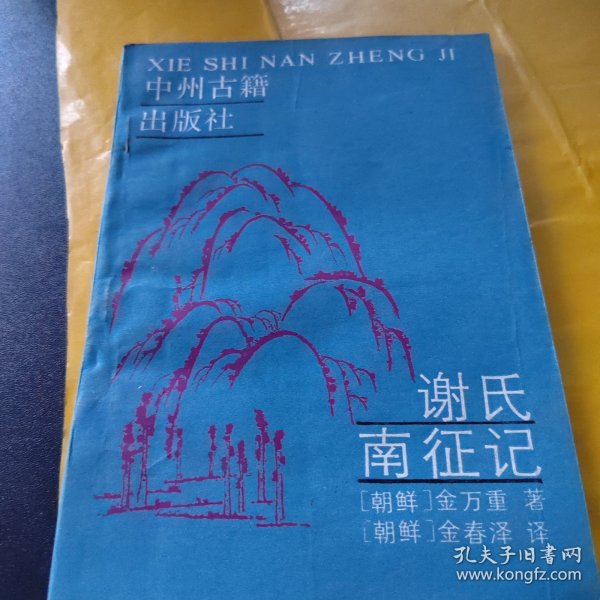 XIE SHI NAN ZHENG JI
中州古籍
出版社
谢氏
南征记
［朝鲜］金万重 著
［朝鲜］金春泽 译
孔夫子旧书网
www.kongfz.com